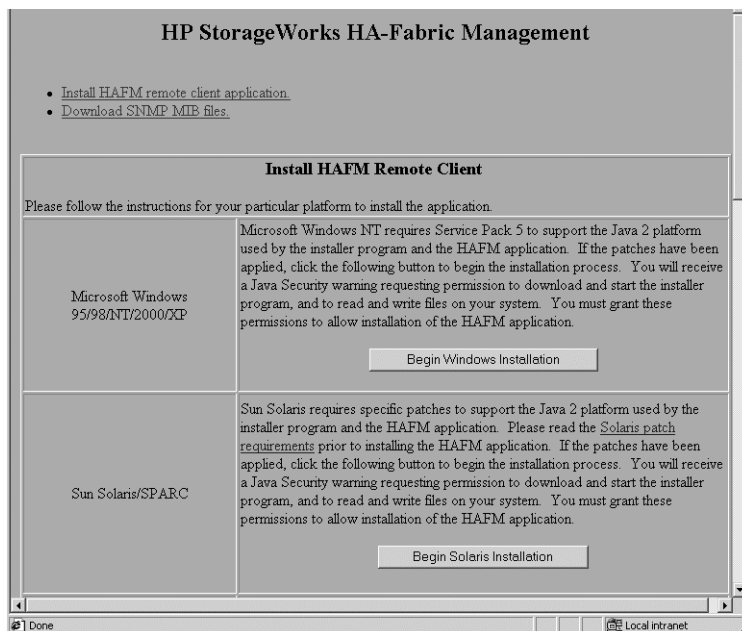 HP StorageWorks HA-Fabric Management
Install HAFM remote client application.
Download SNMP MIB files.
Install HAFM Remote Client
Please follow the instructions for your particular platform to install the application.
Microsoft Windows
95/98/NT/2000/XP
Microsoft Windows NT requires Service Pack 5 to support the Java 2 platform
used by the installer program and the HAFM application. If the patches have been
applied, click the following button to begin the installation process. You will receive
a Java Security warning requesting permission to download and start the installer
program, and to read and write files on your system. You must grant these
permissions to allow installation of the HAFM application.
Begin Windows Installation
Sun Solaris/SPARC
Sun Solaris requires specific patches to support the Java 2 platform used by the
installer program and the HAFM application. Please read the Solaris patch
requirements prior to installing the HAFM application. If the patches have been
applied, click the following button to begin the installation process. You will receive
a Java Security warning requesting permission to download and start the installer
program, and to read and write files on your system. You must grant these
permissions to allow installation of the HAFM application.
Begin Solaris Installation
Done
Local intranet